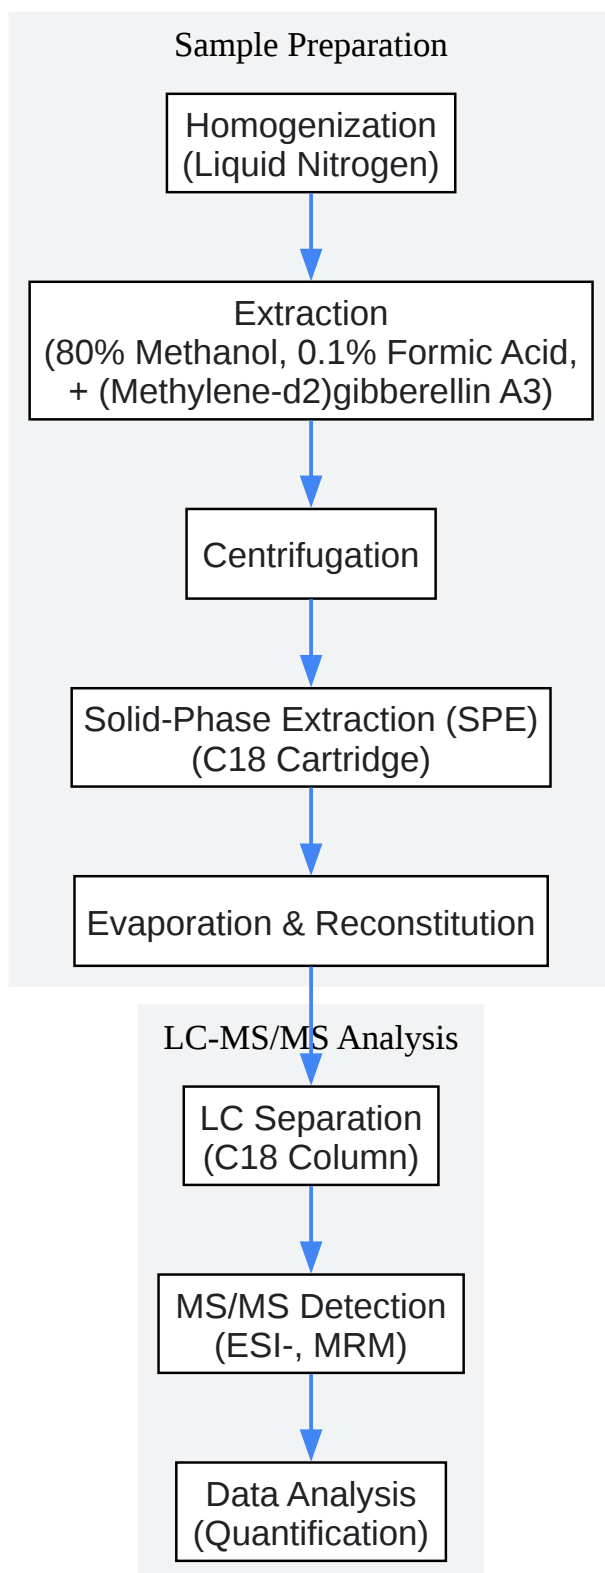 Sample Preparation
Homogenization
(Liquid Nitrogen)
Extraction
(80% Methanol, 0.1% Formic Acid,
+ (Methylene-d2)gibberellin A3)
Centrifugation
Solid-Phase Extraction (SPE)
(C18 Cartridge)
Evaporation & Reconstitution
LC-MS/MS Analysis
LC Separation
(C18 Column)
MS/MS Detection
(ESI-, MRM)
Data Analysis
(Quantification)